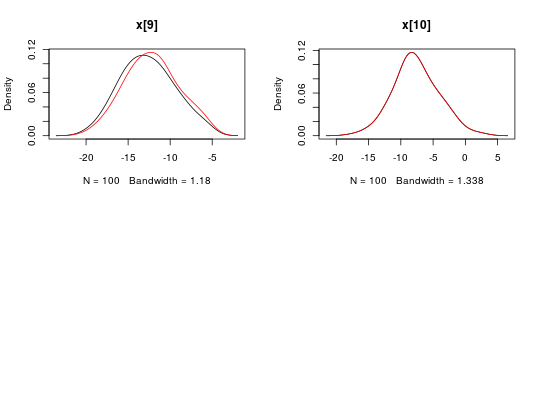 x[9]
Density
0.00
0.06
0.12
-20
-15
-10
-5
N = 100 Bandwidth = 1.18
x[10]
Density
0.00
0.06
0.12
-20
-15
-10
-5
0
5
N = 100 Bandwidth = 1.338